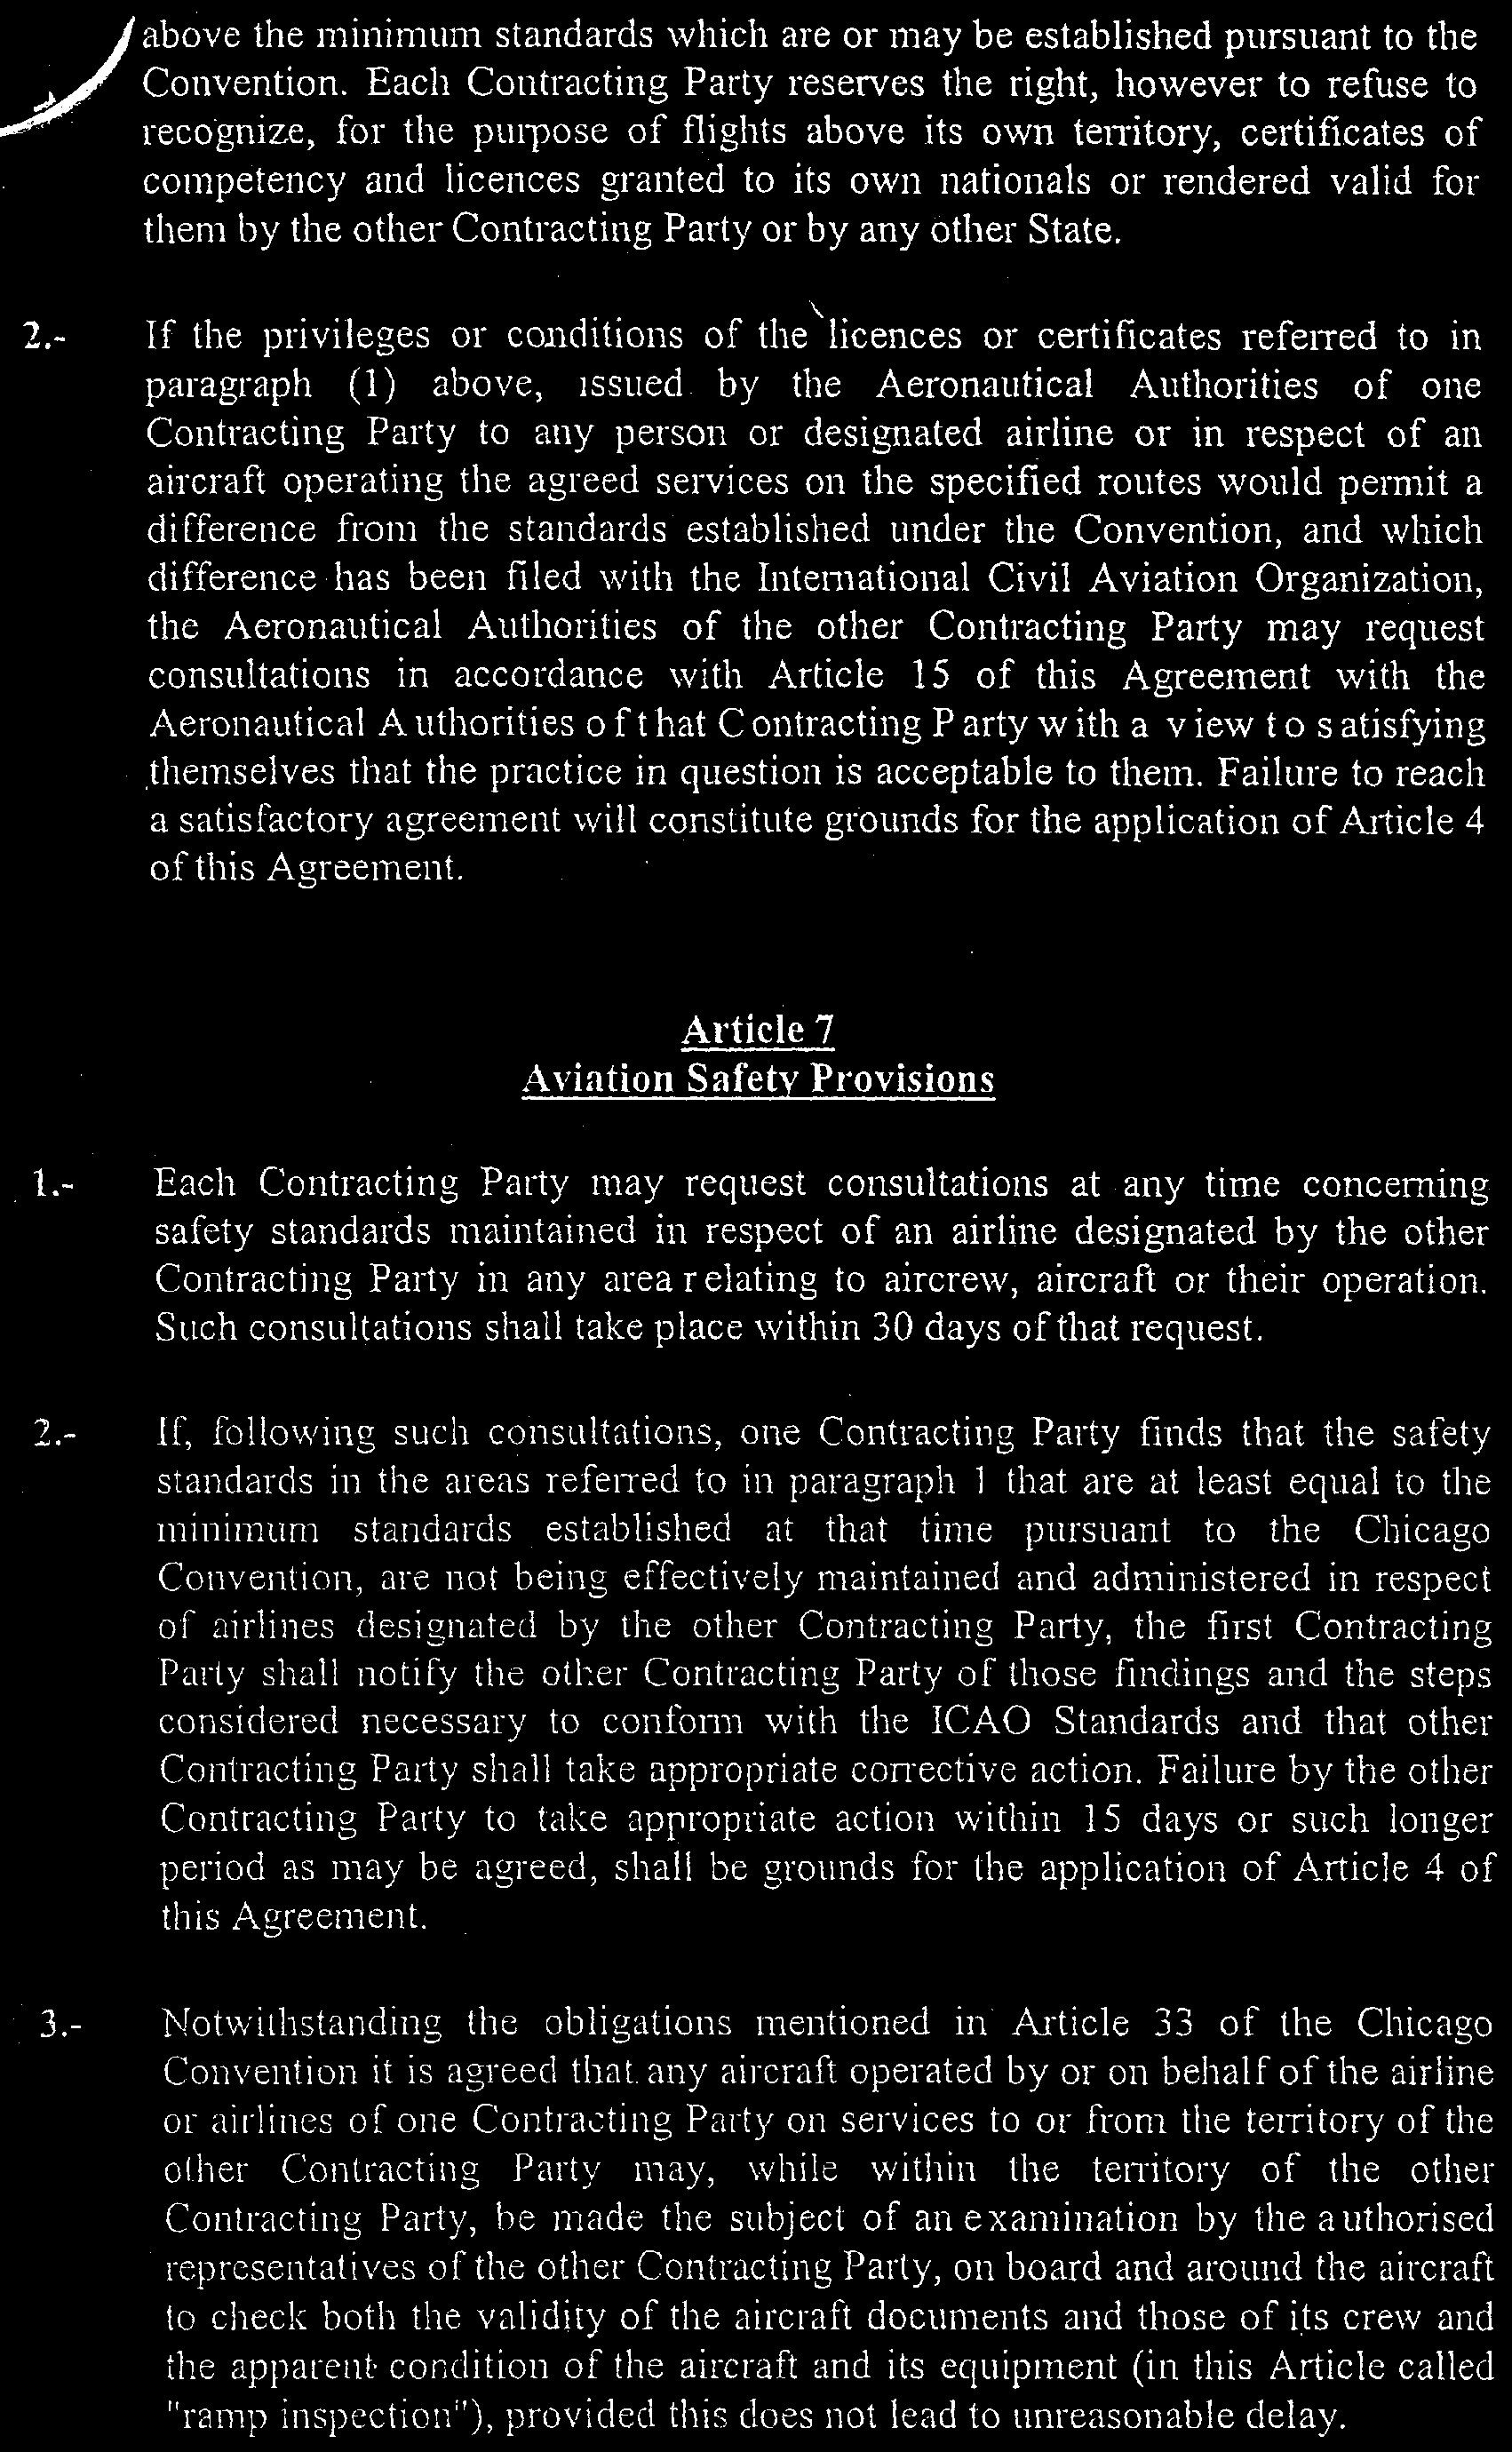 above the minimum standards which are or may be established pursuant to the
Convention. Each Contracting Party reserves the right, however to refuse to
recognize, for the purpose of flights above its own territory, certificates of
competency and licences granted to its own nationals or rendered valid for
them by the other Contracting Party or by any other State.
2.- If the privileges or conditions of the licences or certificates referred to in
paragraph (1) above, issued by the Aeronautical Authorities of one
Contracting Party to any person or designated airline or in respect of an
aircraft operating the agreed services on the specified routes would permit a
difference from the standards established under the Convention, and which
difference has been filed with the International Civil Aviation Organization,
the Aeronautical Authorities of the other Contracting Party may request
consultations in accordance with Article 15 of this Agreement with the
Aeronautical Authorities of that Contracting Party with a view to satisfying
themselves that the practice in question is acceptable to them. Failure to reach
a satisfactory agreement will constitute grounds for the application of Article 4
of this Agreement.
Article 7
Aviation Safety Provisions
1.- Each Contracting Party may request consultations at any time concerning
safety standards maintained in respect of an airline designated by the other
Contracting Party in any area relating to aircrew, aircraft or their operation.
Such consultations shall take place within 30 days of that request.
2.- If, following such consultations, one Contracting Party finds that the safety
standards in the areas referred to in paragraph 1 that are at least equal to the
minimum standards established at that time pursuant to the Chicago
Convention, are not being effectively maintained and administered in respect
of airlines designated by the other Contracting Party, the first Contracting
Party shall notify the other Contracting Party of those findings and the steps
considered necessary to conform with the ICAO Standards and that other
Contracting Party shall take appropriate corrective action. Failure by the other
Contracting Party to take appropriate action within 15 days or such longer
period as may be agreed, shall be grounds for the application of Article 4 of
this Agreement.
3.- Notwithstanding the obligations mentioned in Article 33 of the Chicago
Convention it is agreed that any aircraft operated by or on behalf of the airline
or airlines of one Contracting Party on services to or from the territory of the
other Contracting Party may, while within the territory of the other
Contracting Party, be made the subject of an examination by the authorised
representatives of the other Contracting Party, on board and around the aircraft
to check both the validity of the aircraft documents and those of its crew and
the apparent condition of the aircraft and its equipment (in this Article called
"ramp inspection"), provided this does not lead to unreasonable delay.